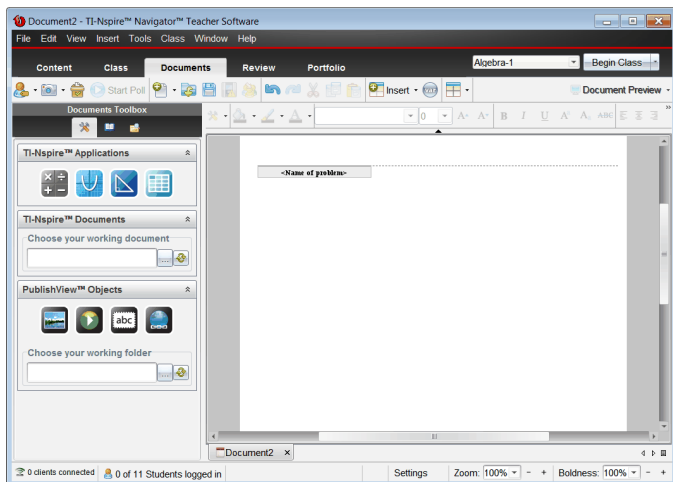 Document2 - TI-Nspire™ Navigator™ Teacher Software
File Edit View Insert Tools Class Window Help
Content Class Documents Review Portfolio Algebra-1 Begin Class
Start Poll Insert Document Preview
Documents Toolbox
0 A- A+ B I U ABC
TI-Nspire™ Applications
<Name of problem>
TI-Nspire™ Documents
Choose your working document
...
PublishView™ Objects
abc
Choose your working folder
...
Document2
0 clients connected 0 of 11 Students logged in Settings Zoom: 100% - + Boldness: 100% - +